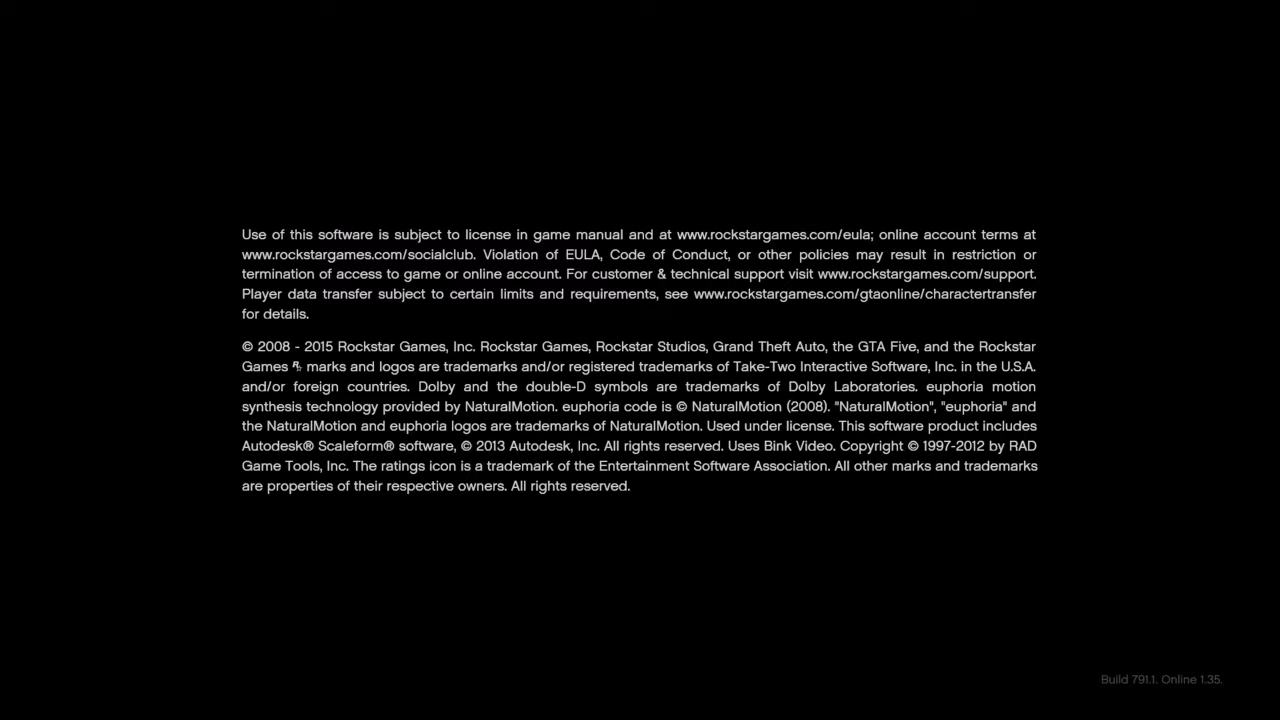 Use of this software is subject to license in game manual and at www.rockstargames.com/eula; online account terms at
www.rockstargames.com/socialclub. Violation of EULA, Code of Conduct, or other policies may result in restriction or
termination of access to game or online account. For customer & technical support visit www.rockstargames.com/support.
Player data transfer subject to certain limits and requirements, see www.rockstargames.com/gtaonline/charactertransfer
for details.
© 2008 - 2015 Rockstar Games, Inc. Rockstar Games, Rockstar Studios, Grand Theft Auto, the GTA Five, and the Rockstar
Games R* marks and logos are trademarks and/or registered trademarks of Take-Two Interactive Software, Inc. in the U.S.A.
and/or foreign countries. Dolby and the double-D symbols are trademarks of Dolby Laboratories. euphoria motion
synthesis technology provided by NaturalMotion. euphoria code is © NaturalMotion (2008). "NaturalMotion", "euphoria" and
the NaturalMotion and euphoria logos are trademarks of NaturalMotion. Used under license. This software product includes
Autodesk® Scaleform® software, © 2013 Autodesk, Inc. All rights reserved. Uses Bink Video. Copyright © 1997-2012 by RAD
Game Tools, Inc. The ratings icon is a trademark of the Entertainment Software Association. All other marks and trademarks
are properties of their respective owners. All rights reserved.
Build 791.1. Online 1.35.